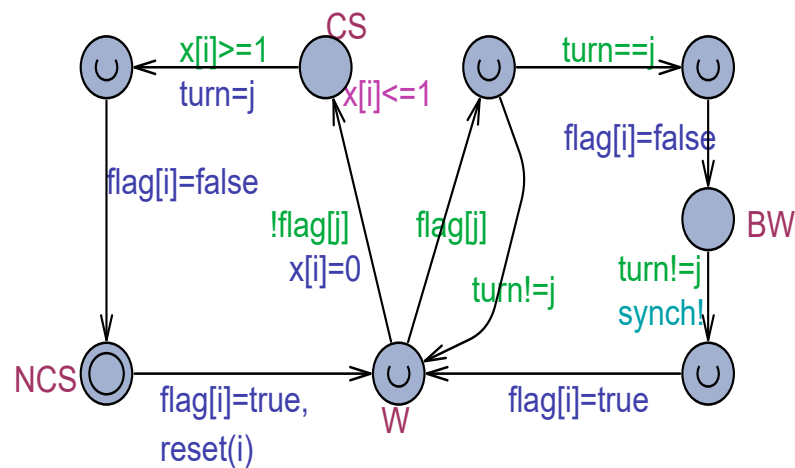 CS
x[i]>=1
turn=j
x[i]<=1
turn==j
flag[i]=false
flag[i]=false
!flag[j]
x[i]=0
flag[j]
turn!=j
BW
turn!=j
synch!
NCS
flag[i]=true,
reset(i)
W
flag[i]=true